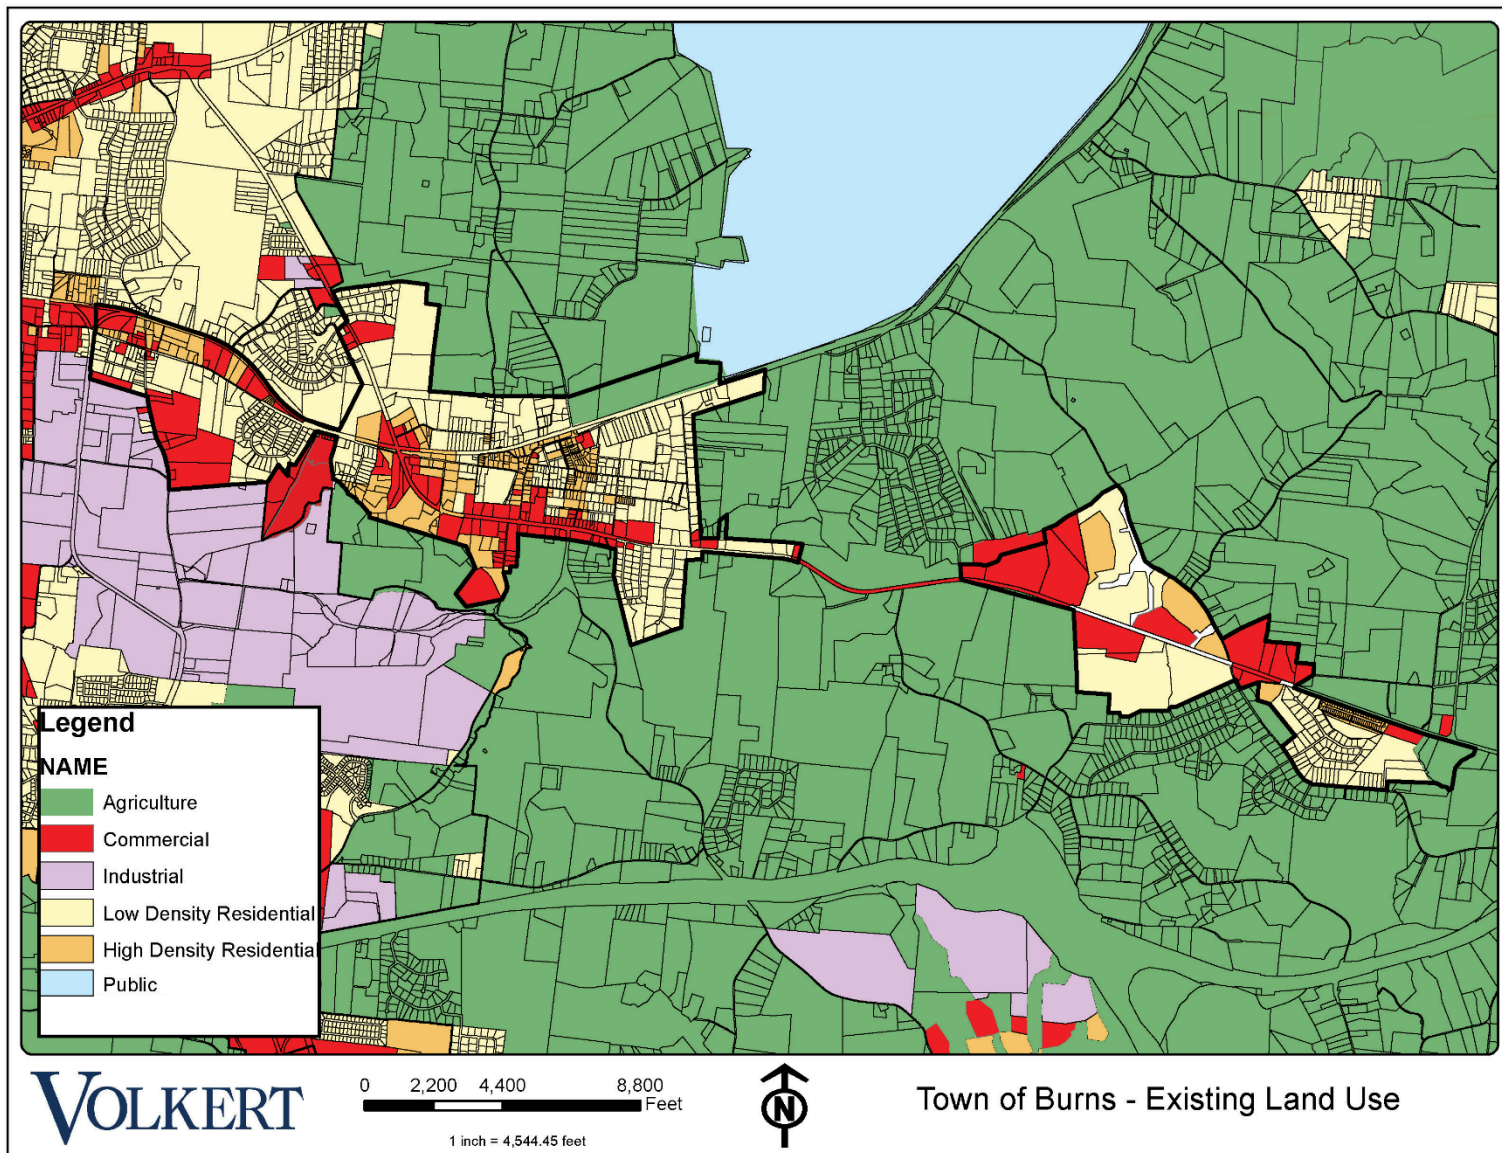 Legend
NAME
Agriculture
Commercial
Industrial
Low Density Residential
High Density Residential
Public
VOLKERT
0 2,200 4,400 8,800
Feet
1 inch = 4,544.45 feet
N
Town of Burns - Existing Land Use